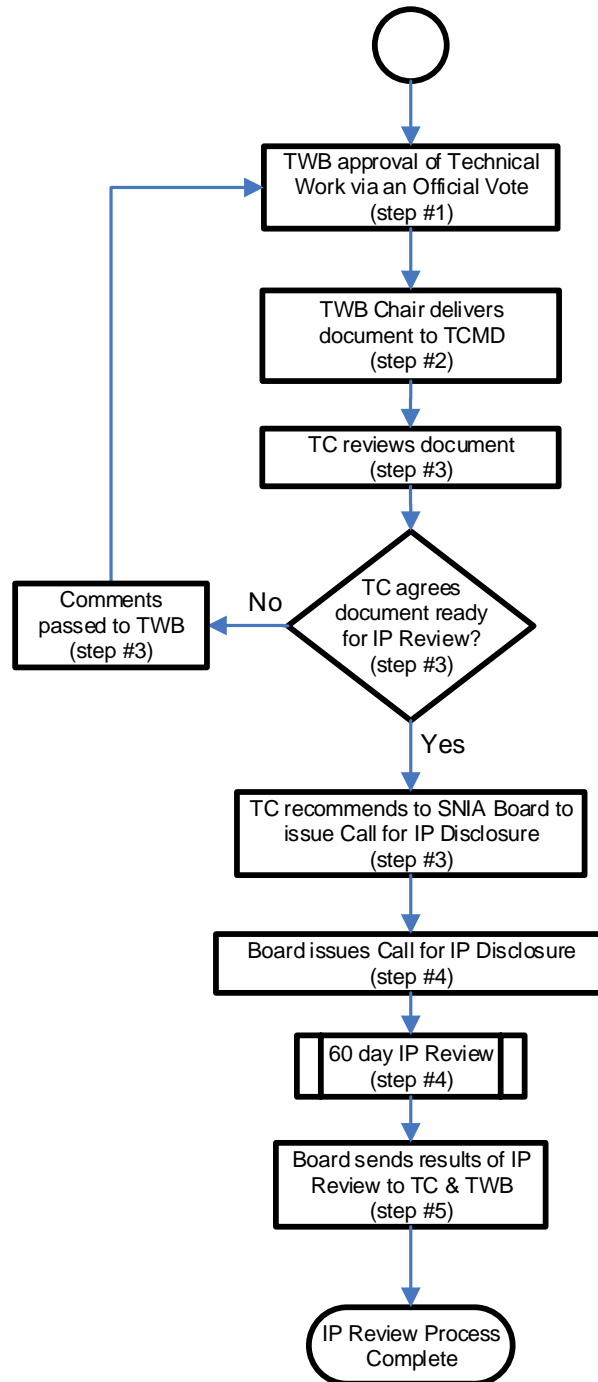 TWB approval of Technical
Work via an Official Vote
(step #1)
TWB Chair delivers
document to TCMD
(step #2)
TC reviews document
(step #3)
TC agrees
document ready
for IP Review?
(step #3)
No
Comments
passed to TWB
(step #3)
Yes
TC recommends to SNIA Board to
issue Call for IP Disclosure
(step #3)
Board issues Call for IP Disclosure
(step #4)
60 day IP Review
(step #4)
Board sends results of IP
Review to TC & TWB
(step #5)
IP Review Process
Complete